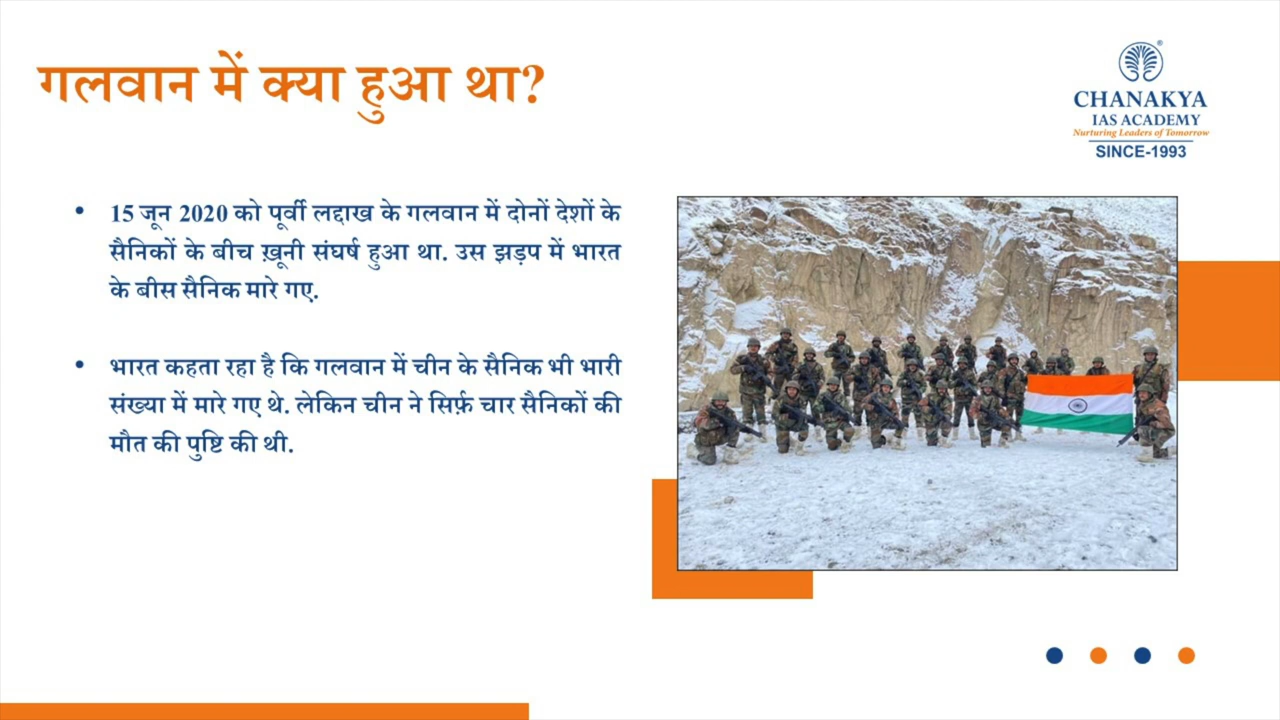 गलवान में क्या हुआ था?
®
CHANAKYA
IAS ACADEMY
Nurturing Leaders of Tomorrow
SINCE-1993
• 15 जून 2020 को पूर्वी लद्दाख के गलवान में दोनों देशों के
सैनिकों के बीच ख़ूनी संघर्ष हुआ था. उस झड़प में भारत
के बीस सैनिक मारे गए.
• भारत कहता रहा है कि गलवान में चीन के सैनिक भी भारी
संख्या में मारे गए थे. लेकिन चीन ने सिर्फ़ चार सैनिकों की
मौत की पुष्टि की थी.